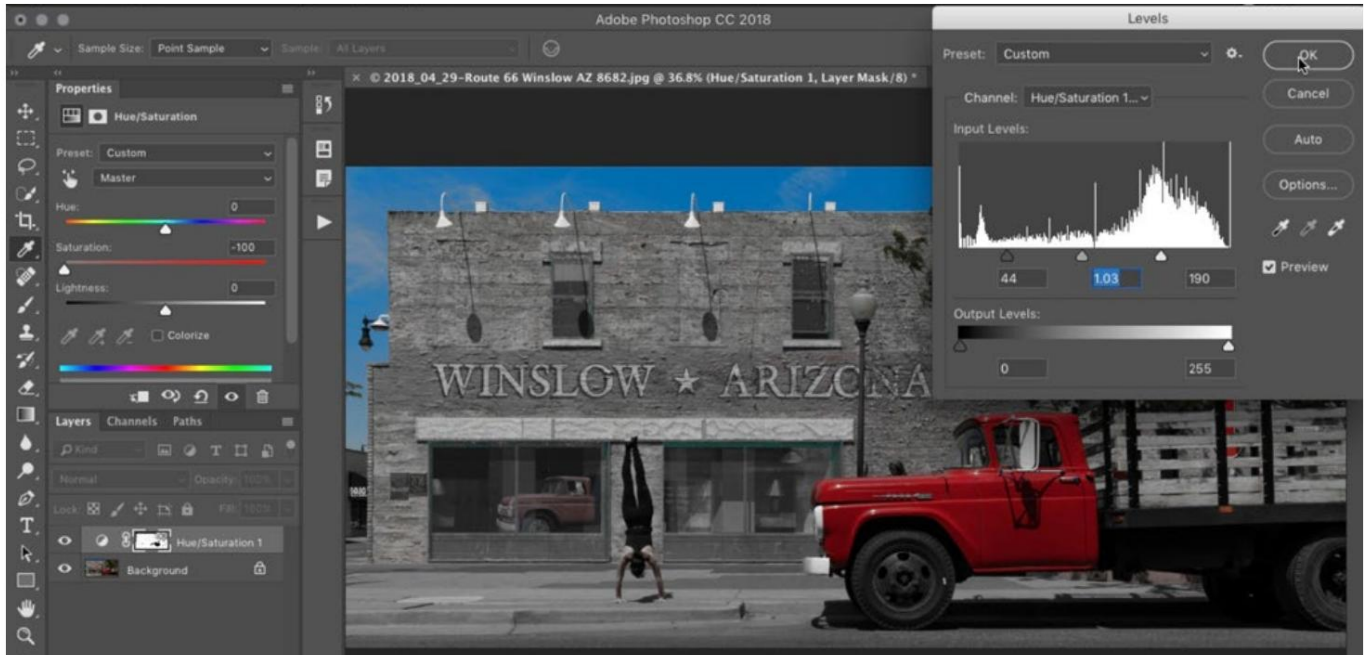 Adobe Photoshop CC 2018
Sample Size: Point Sample
Sample: All Layers
× © 2018_04_29-Route 66 Winslow AZ 8682.jpg @ 36.8% (Hue/Saturation 1, Layer Mask/8) *
Properties
Hue/Saturation
Preset: Custom
Master
Hue: 0
Saturation: -100
Lightness: 0
Colorize
Layers Channels Paths
Kind
Normal Opacity: 100%
Lock: Fill: 100%
Hue/Saturation 1
Background
WINSLOW ★ ARIZONA
Levels
Preset: Custom
OK
Channel: Hue/Saturation 1...
Cancel
Input Levels:
Auto
Options...
44 1.03 190
Preview
Output Levels:
0 255